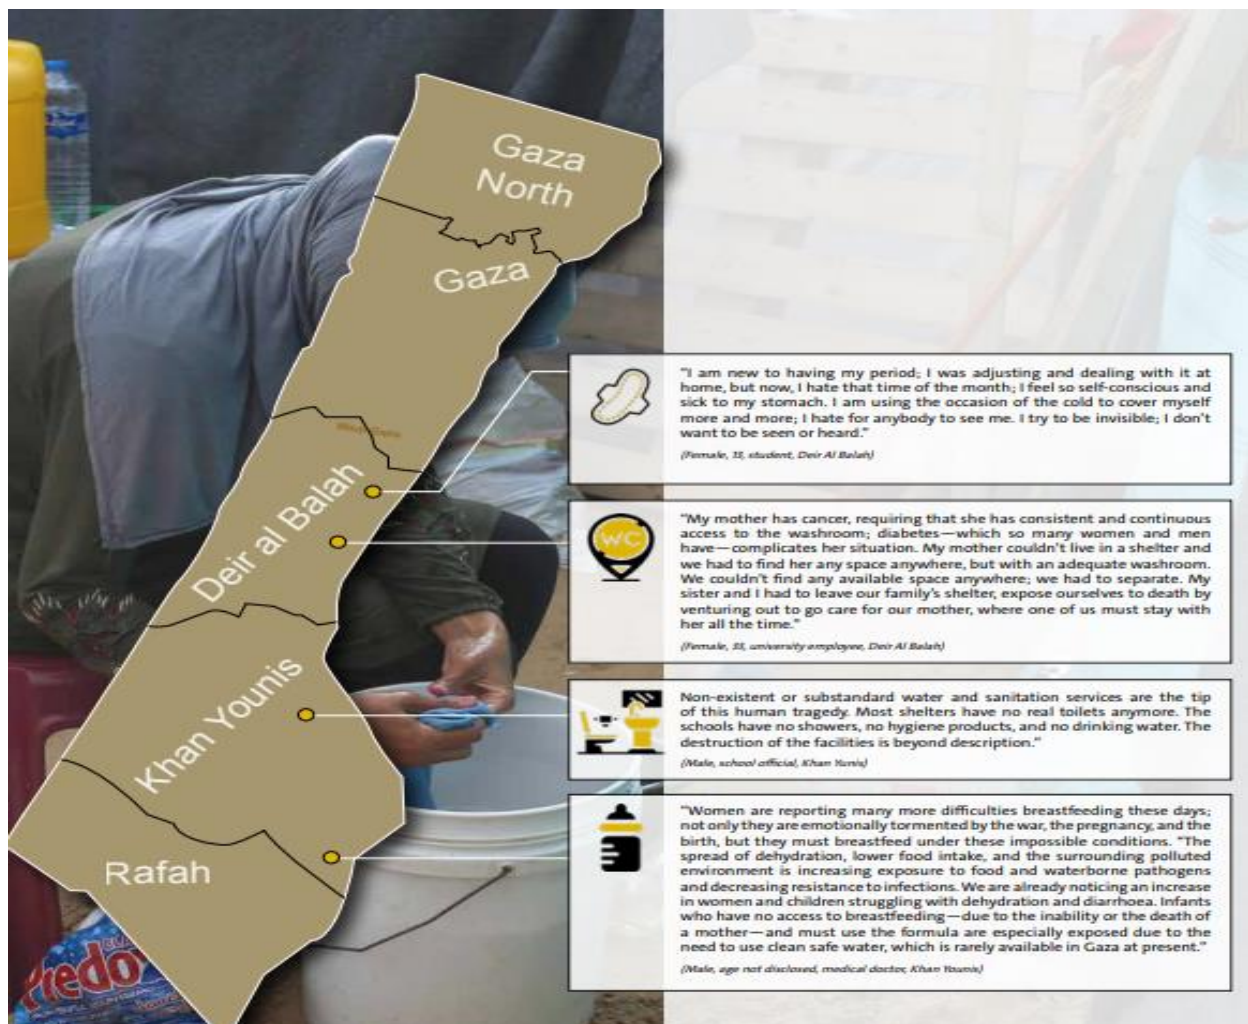 Gaza
North
Gaza
Deir al Balah
Khan Younis
Rafah
"I am new to having my period; I was adjusting and dealing with it at
home, but now, I hate that time of the month; I feel so self-conscious and
sick to my stomach. I am using the occasion of the cold to cover myself
more and more; I hate for anybody to see me. I try to be invisible; I don't
want to be seen or heard."
(Female, 13, student, Deir Al Balah)
WC
"My mother has cancer, requiring that she has consistent and continuous
access to the washroom; diabetes—which so many women and men
have—complicates her situation. My mother couldn't live in a shelter and
we had to find her any space anywhere, but with an adequate washroom.
We couldn't find any available space anywhere; we had to separate. My
sister and I had to leave our family's shelter, expose ourselves to death by
venturing out to go care for our mother, where one of us must stay with
her all the time."
(Female, 33, university employee, Deir Al Balah)
Non-existent or substandard water and sanitation services are the tip
of this human tragedy. Most shelters have no real toilets anymore. The
schools have no showers, no hygiene products, and no drinking water. The
destruction of the facilities is beyond description."
(Male, school official, Khan Yunis)
"Women are reporting many more difficulties breastfeeding these days;
not only they are emotionally tormented by the war, the pregnancy, and the
birth, but they must breastfeed under these impossible conditions. "The
spread of dehydration, lower food intake, and the surrounding polluted
environment is increasing exposure to food and waterborne pathogens
and decreasing resistance to infections. We are already noticing an increase
in women and children struggling with dehydration and diarrhoea. Infants
who have no access to breastfeeding—due to the inability or the death of
a mother—and must use the formula are especially exposed due to the
need to use clean safe water, which is rarely available in Gaza at present."
(Male, age not disclosed, medical doctor, Khan Younis)